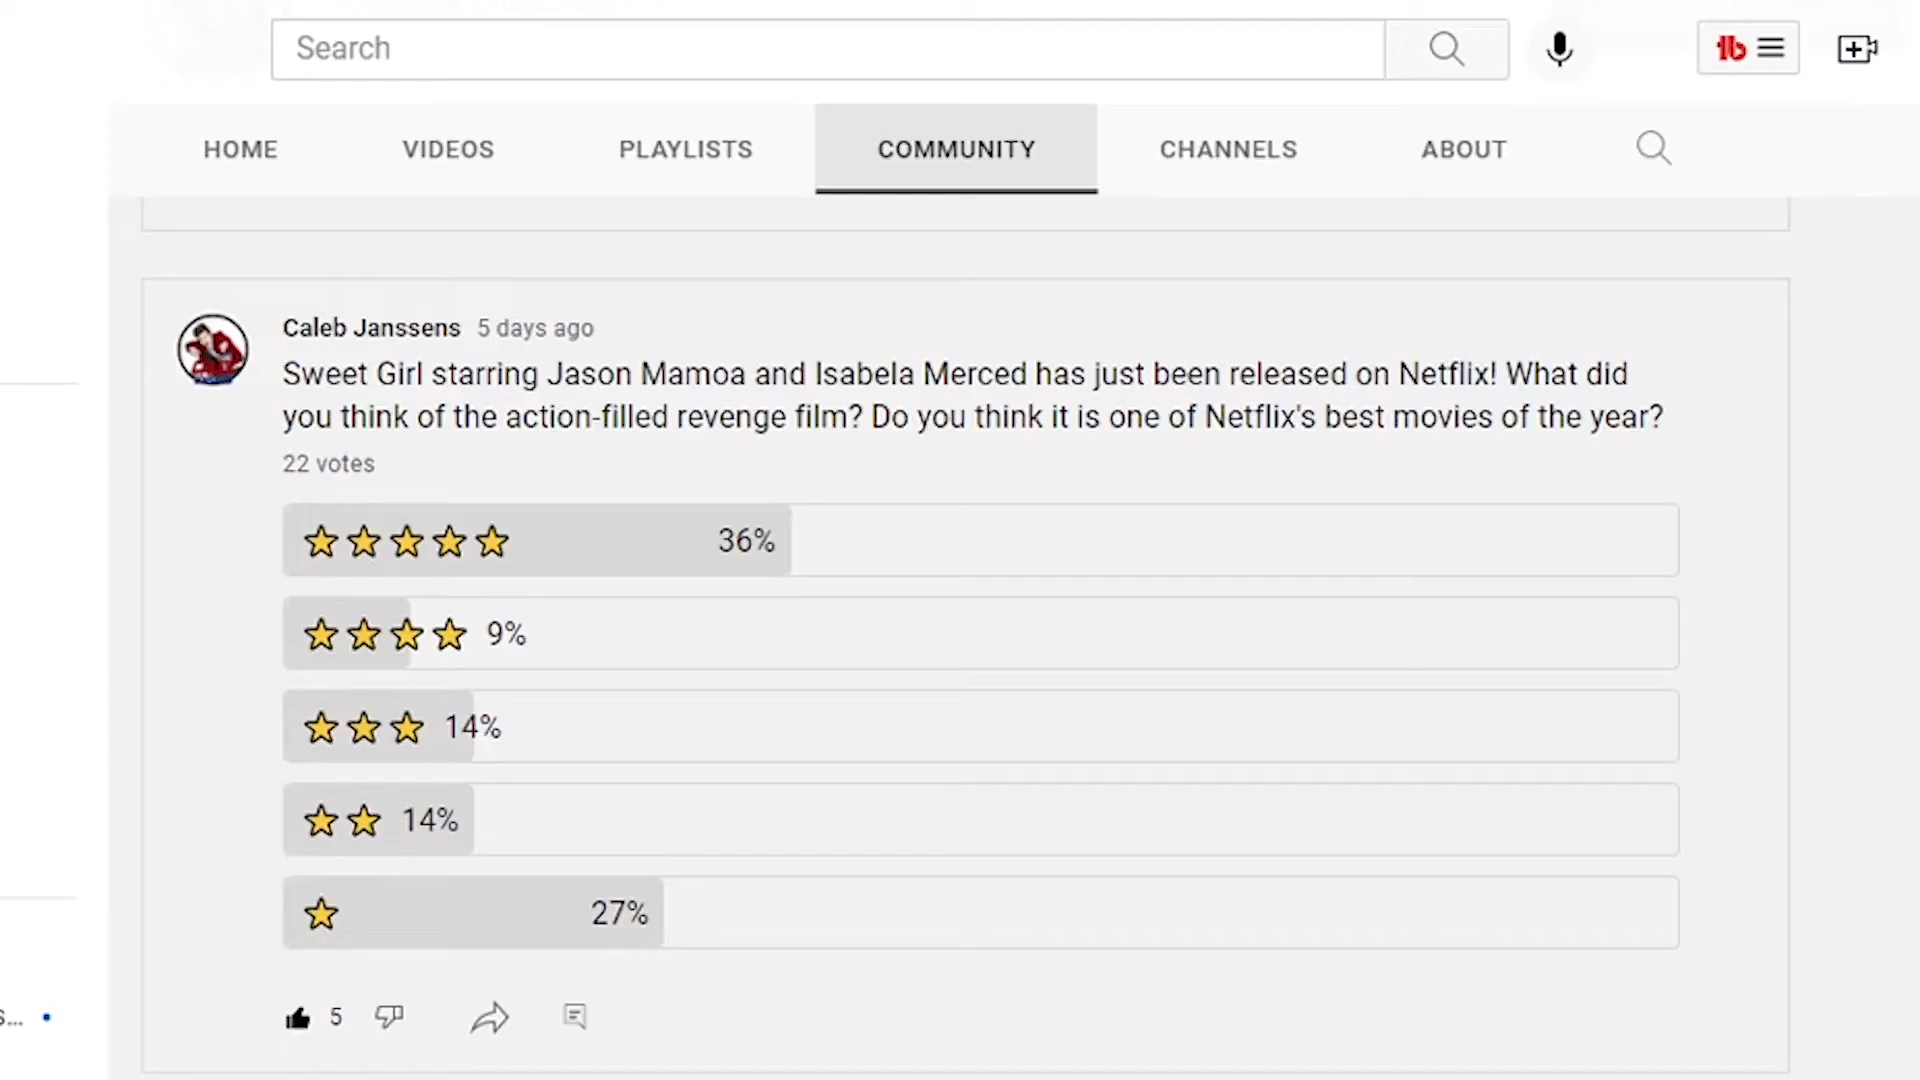 Search
HOME VIDEOS PLAYLISTS COMMUNITY CHANNELS ABOUT
Caleb Janssens 5 days ago
Sweet Girl starring Jason Mamoa and Isabela Merced has just been released on Netflix! What did
you think of the action-filled revenge film? Do you think it is one of Netflix's best movies of the year?
22 votes
36%
9%
14%
14%
27%
5